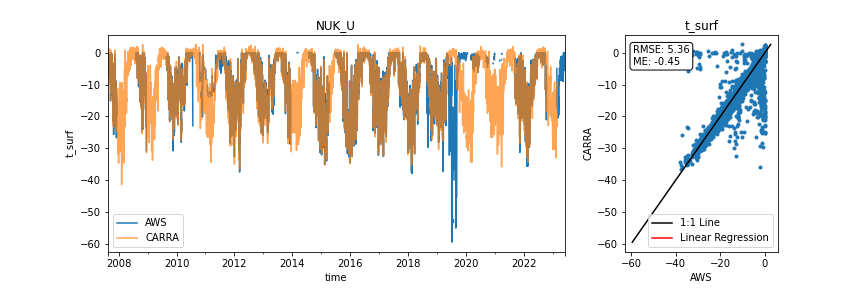 NUK_U
t_surf
0
−10
−20
−30
−40
−50
−60
t_surf
AWS
CARRA
2008 2010 2012 2014 2016 2018 2020 2022
time
t_surf
RMSE: 5.36
ME: -0.45
0
−10
−20
−30
−40
−50
−60
CARRA
1:1 Line
Linear Regression
−60 −40 −20 0
AWS